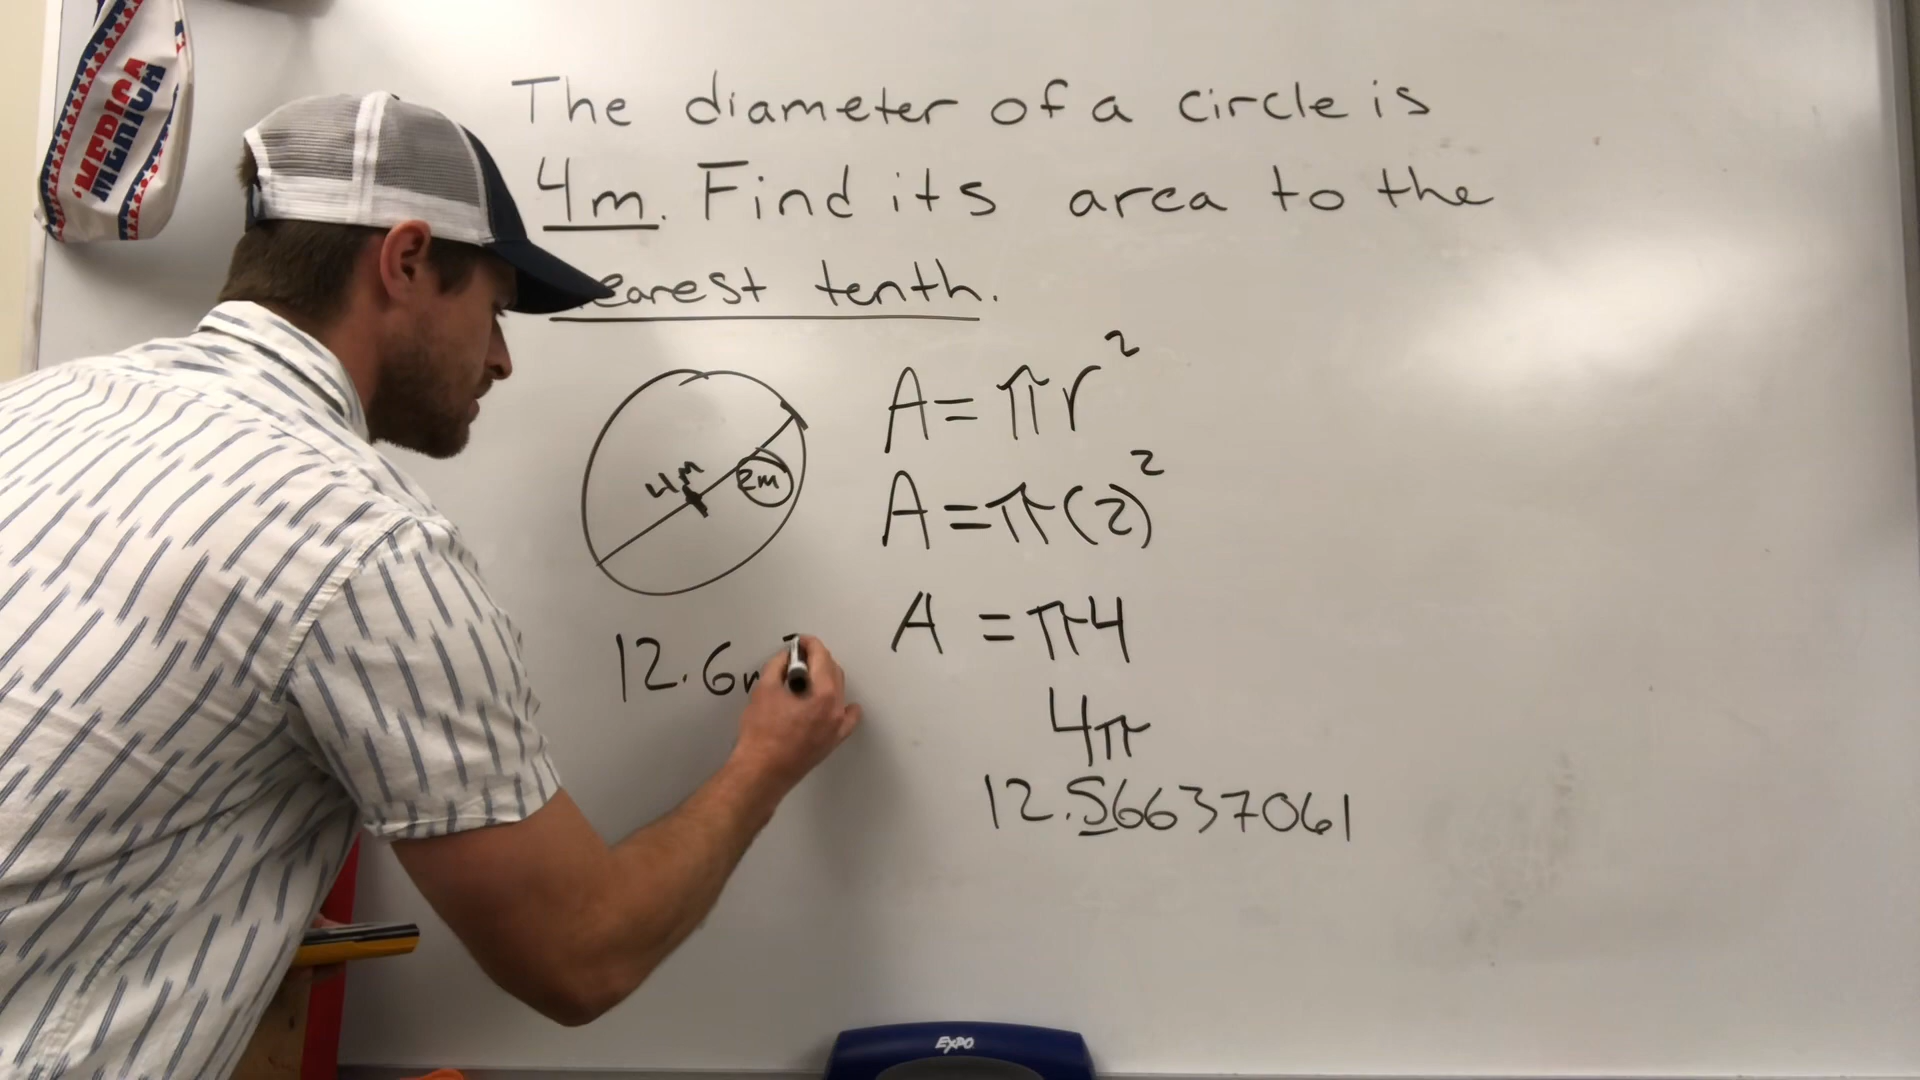 'MERICA
'MERICA
The diameter of a circle is
4m. Find its area to the
earest tenth.
4m
2m
A = πr²
A = π(2)²
A = π4
4π
12.56637061
12.6m
EXPO